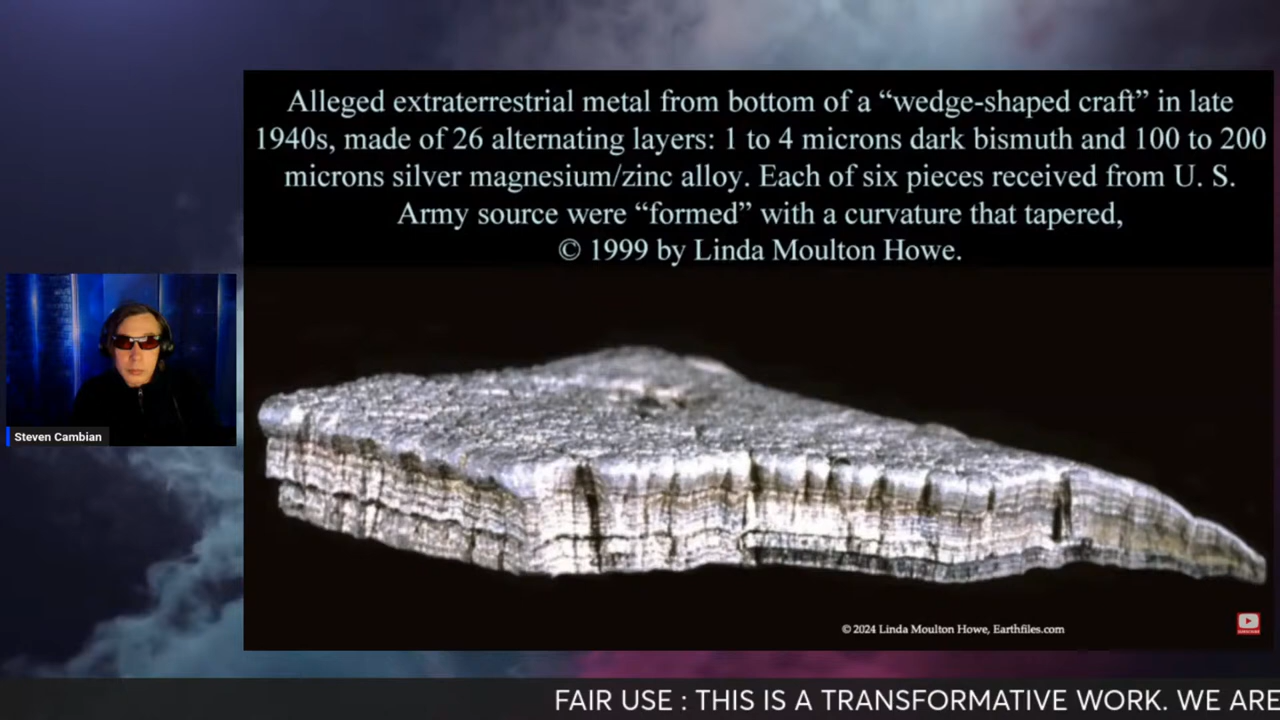 Alleged extraterrestrial metal from bottom of a “wedge-shaped craft” in late
1940s, made of 26 alternating layers: 1 to 4 microns dark bismuth and 100 to 200
microns silver magnesium/zinc alloy. Each of six pieces received from U. S.
Army source were “formed” with a curvature that tapered,
© 1999 by Linda Moulton Howe.
Steven Cambian
© 2024 Linda Moulton Howe, Earthfiles.com
SUBSCRIBE
FAIR USE : THIS IS A TRANSFORMATIVE WORK. WE ARE